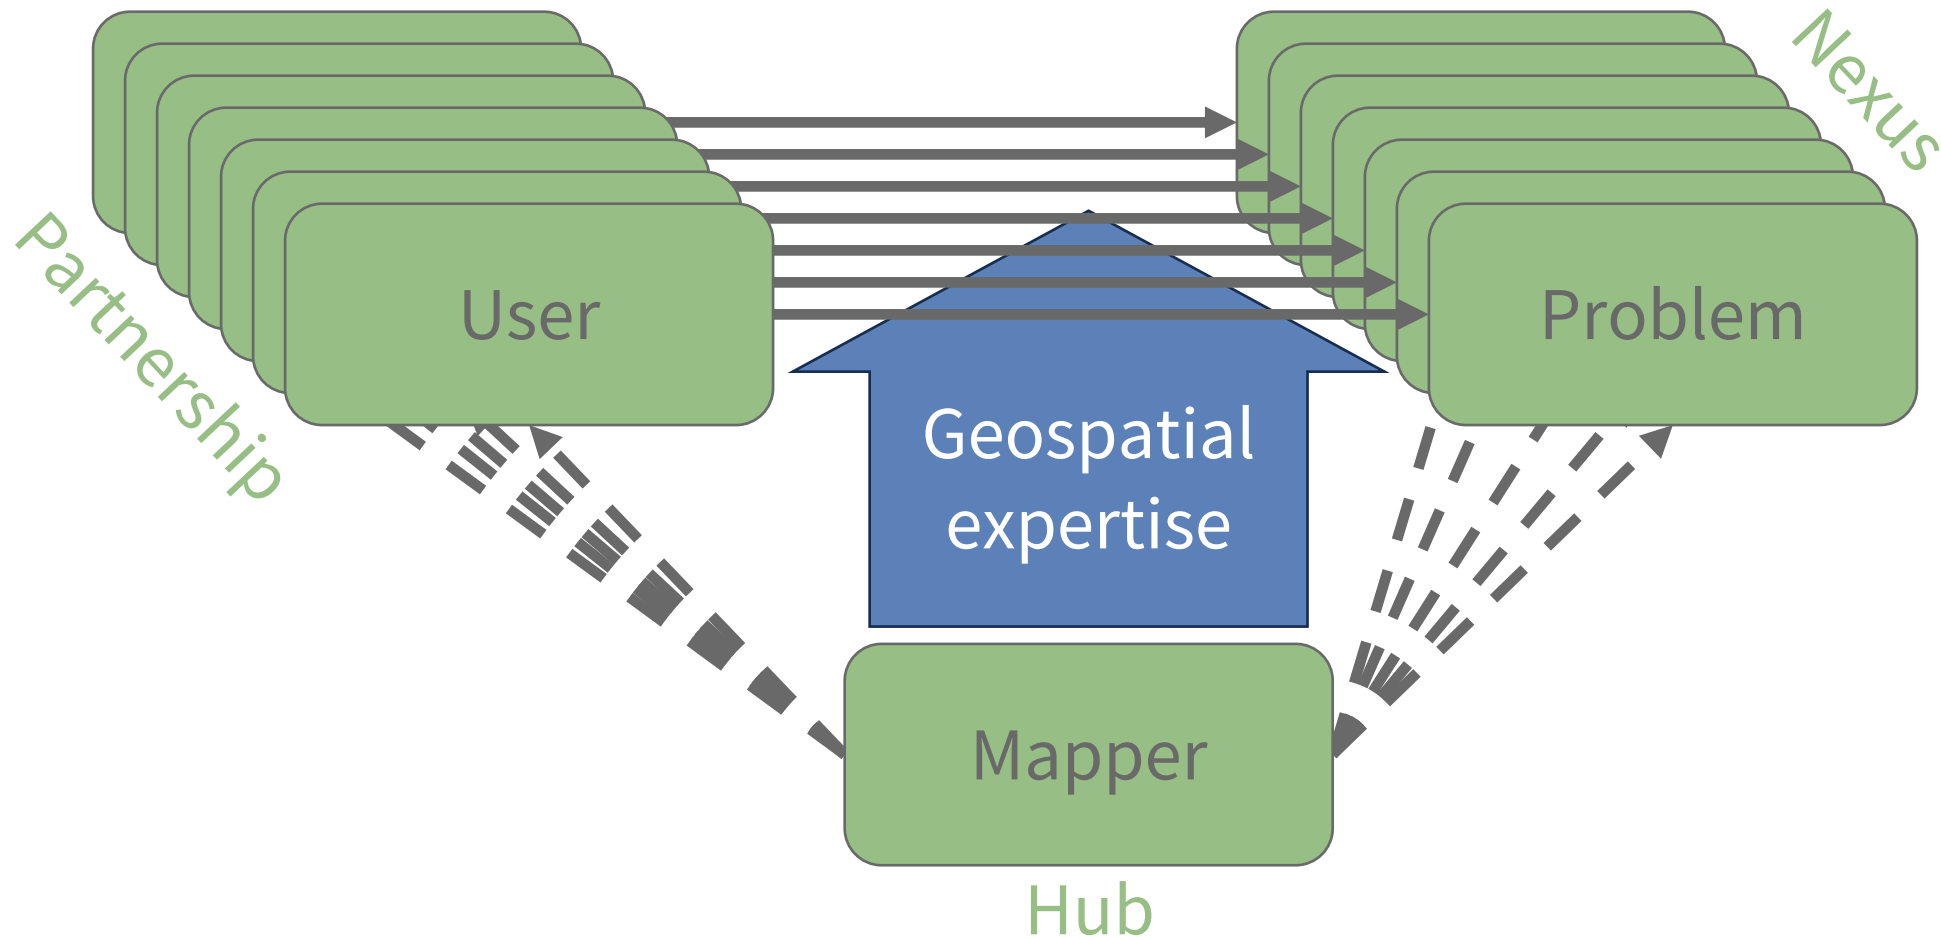 Nexus
Partnership
User
Problem
Geospatial
expertise
Mapper
Hub